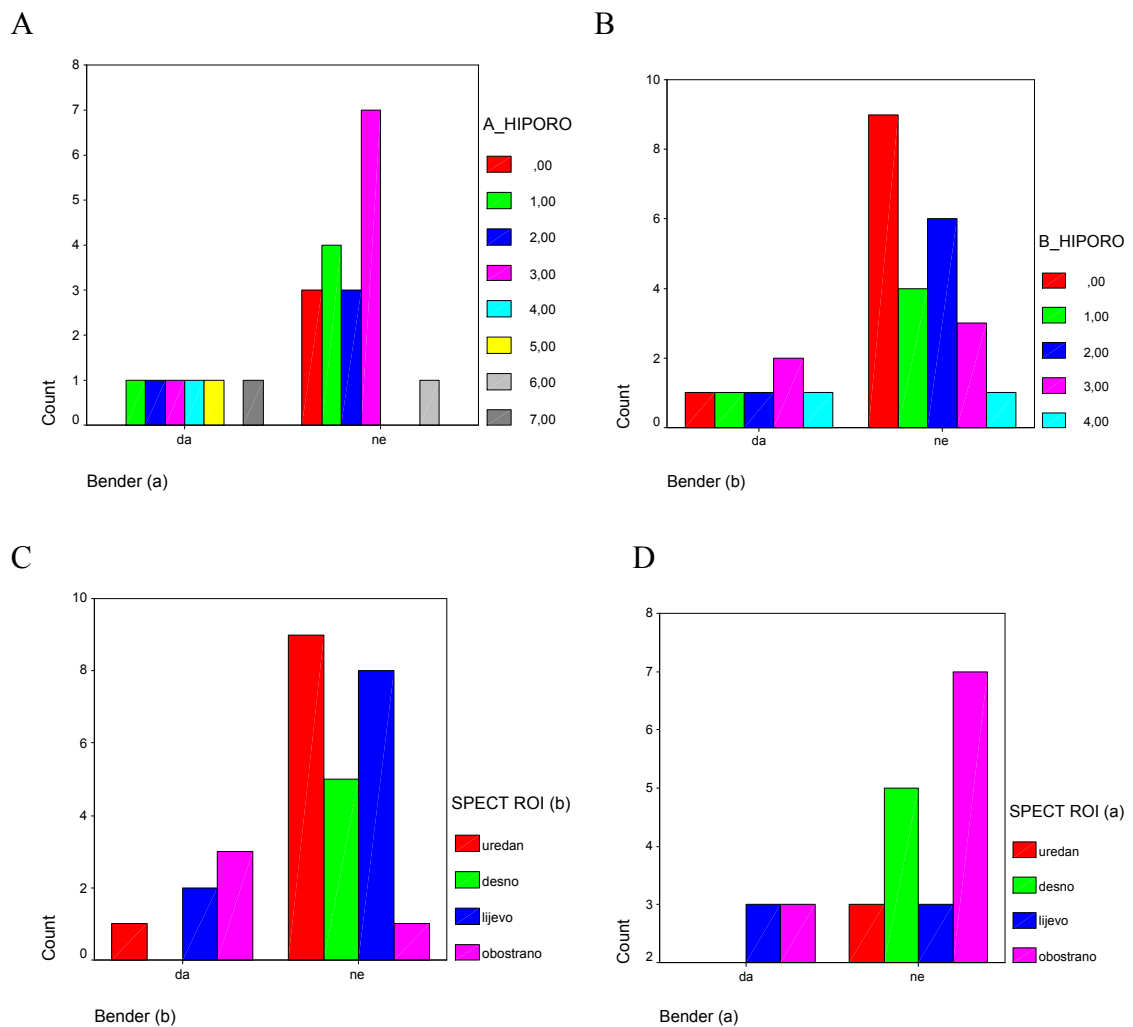 A
8
7
6
5
4
3
2
1
0
Count
da
ne
Bender (a)
A_HIPORO
,00
1,00
2,00
3,00
4,00
5,00
6,00
7,00
B
10
8
6
4
2
0
Count
da
ne
Bender (b)
B_HIPORO
,00
1,00
2,00
3,00
4,00
C
10
8
6
4
2
0
Count
da
ne
Bender (b)
SPECT ROI (b)
uredan
desno
lijevo
obostrano
D
8
7
6
5
4
3
2
Count
da
ne
Bender (a)
SPECT ROI (a)
uredan
desno
lijevo
obostrano